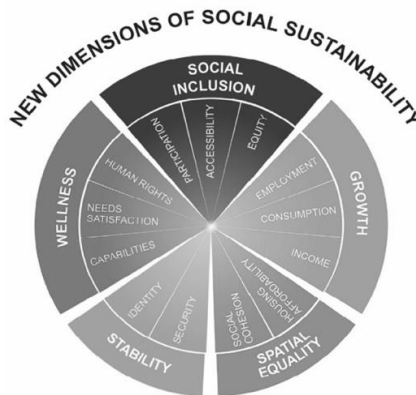 NEW DIMENSIONS OF SOCIAL SUSTAINABILITY
SOCIAL
INCLUSION
PARTICIPATION
ACCESSIBILITY
EQUITY
GROWTH
EMPLOYMENT
CONSUMPTION
INCOME
SPATIAL
EQUALITY
HOUSING
AFFORDABILITY
SOCIAL
COHESION
STABILITY
SECURITY
IDENTITY
WELLNESS
CAPABILITIES
NEEDS
SATISFACTION
HUMAN RIGHTS